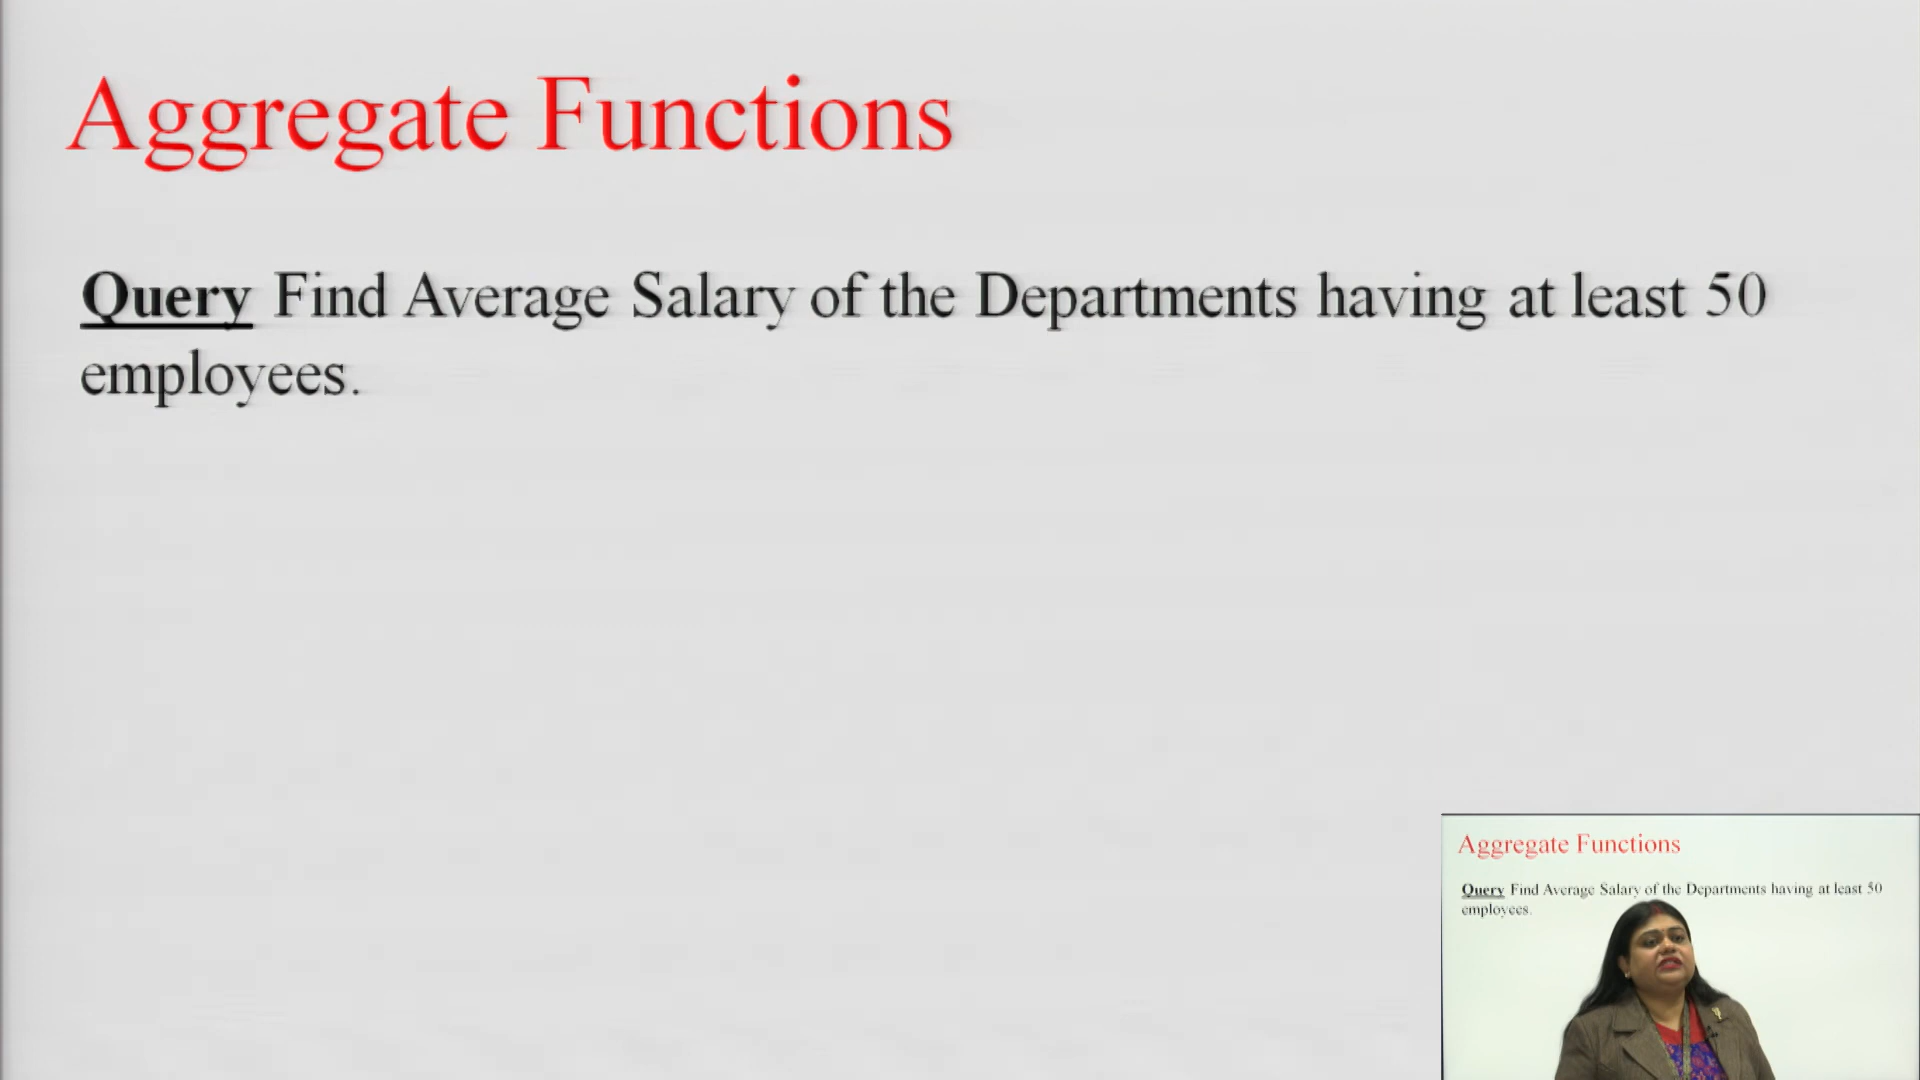 Aggregate Functions
Query Find Average Salary of the Departments having at least 50
employees.
Aggregate Functions
Query Find Average Salary of the Departments having at least 50
employees.